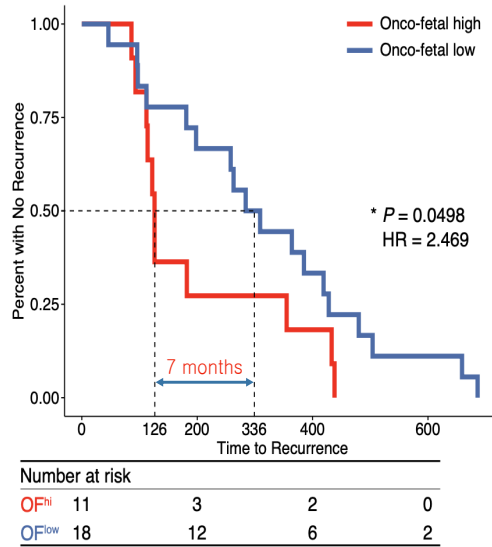 Onco-fetal high
Onco-fetal low
Percent with No Recurrence
1.00
0.75
0.50
0.25
0.00
* P = 0.0498
HR = 2.469
7 months
0 126 200 336 400 600
Time to Recurrence
Number at risk
OFhi 11 3 2 0
OFlow 18 12 6 2